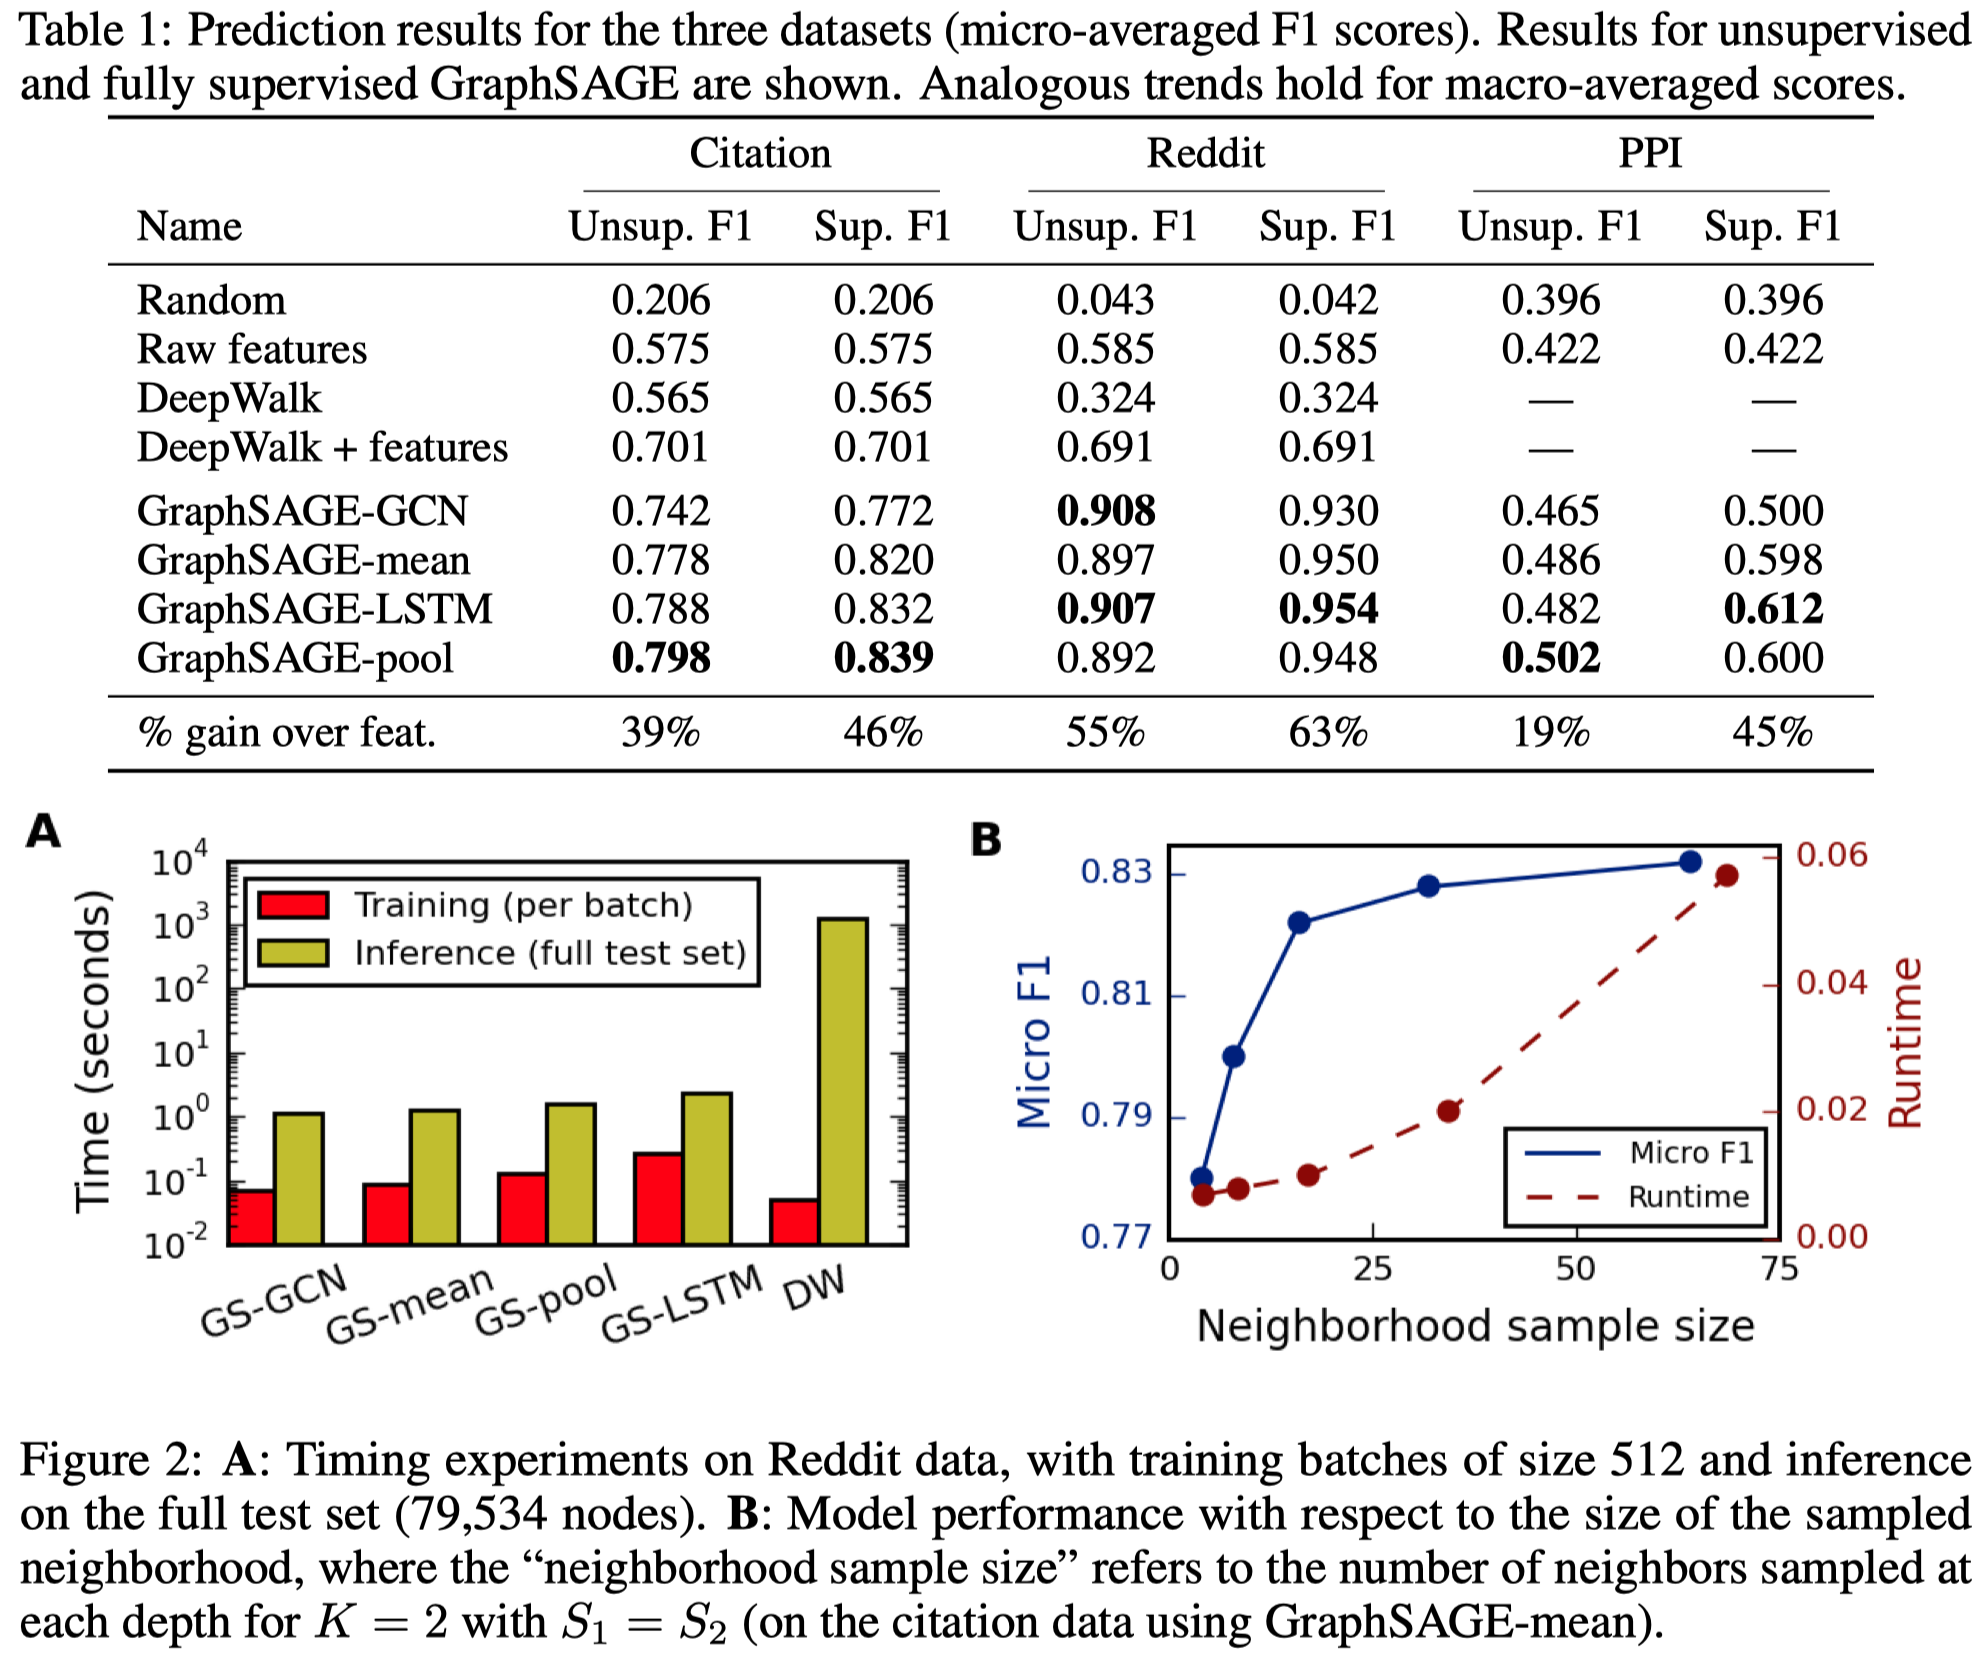 Table 1: Prediction results for the three datasets (micro-averaged F1 scores). Results for unsupervised
and fully supervised GraphSAGE are shown. Analogous trends hold for macro-averaged scores.
Citation Reddit PPI
Name Unsup. F1 Sup. F1 Unsup. F1 Sup. F1 Unsup. F1 Sup. F1
Random 0.206 0.206 0.043 0.042 0.396 0.396
Raw features 0.575 0.575 0.585 0.585 0.422 0.422
DeepWalk 0.565 0.565 0.324 0.324 — —
DeepWalk + features 0.701 0.701 0.691 0.691 — —
GraphSAGE-GCN 0.742 0.772 0.908 0.930 0.465 0.500
GraphSAGE-mean 0.778 0.820 0.897 0.950 0.486 0.598
GraphSAGE-LSTM 0.788 0.832 0.907 0.954 0.482 0.612
GraphSAGE-pool 0.798 0.839 0.892 0.948 0.502 0.600
% gain over feat. 39% 46% 55% 63% 19% 45%
A
Time (seconds)
10^4
10^3
10^2
10^1
10^0
10^-1
10^-2
Training (per batch)
Inference (full test set)
GS-GCN GS-mean GS-pool GS-LSTM DW
B
Micro F1
0.83
0.81
0.79
0.77
0.06
0.04
0.02
0.00
Runtime
Micro F1
Runtime
0 25 50 75
Neighborhood sample size
Figure 2: A: Timing experiments on Reddit data, with training batches of size 512 and inference
on the full test set (79,534 nodes). B: Model performance with respect to the size of the sampled
neighborhood, where the “neighborhood sample size” refers to the number of neighbors sampled at
each depth for K = 2 with S₁ = S₂ (on the citation data using GraphSAGE-mean).